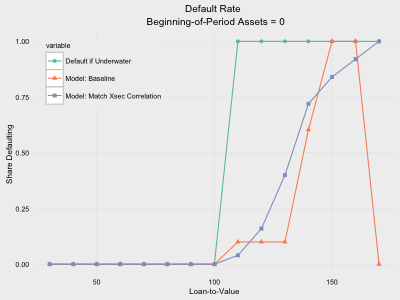 Default Rate
Beginning-of-Period Assets = 0
variable
Default if Underwater
Model: Baseline
Model: Match Xsec Correlation
Share Defaulting
1.00
0.75
0.50
0.25
0.00
50
100
150
Loan-to-Value